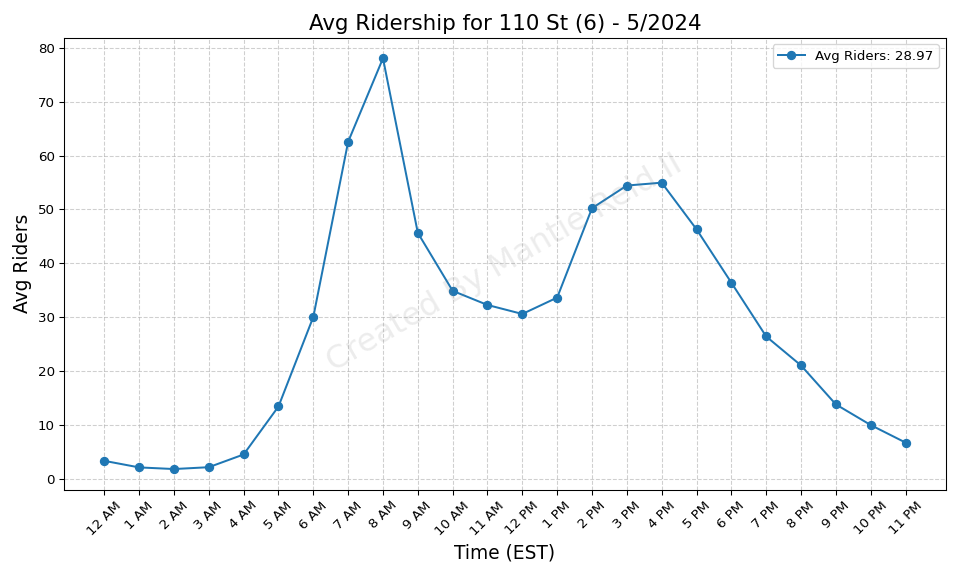 Avg Ridership for 110 St (6) - 5/2024
Avg Riders: 28.97
80
70
60
50
40
30
20
10
0
Avg Riders
Created By Mantie Reid II
12 AM
1 AM
2 AM
3 AM
4 AM
5 AM
6 AM
7 AM
8 AM
9 AM
10 AM
11 AM
12 PM
1 PM
2 PM
3 PM
4 PM
5 PM
6 PM
7 PM
8 PM
9 PM
10 PM
11 PM
Time (EST)